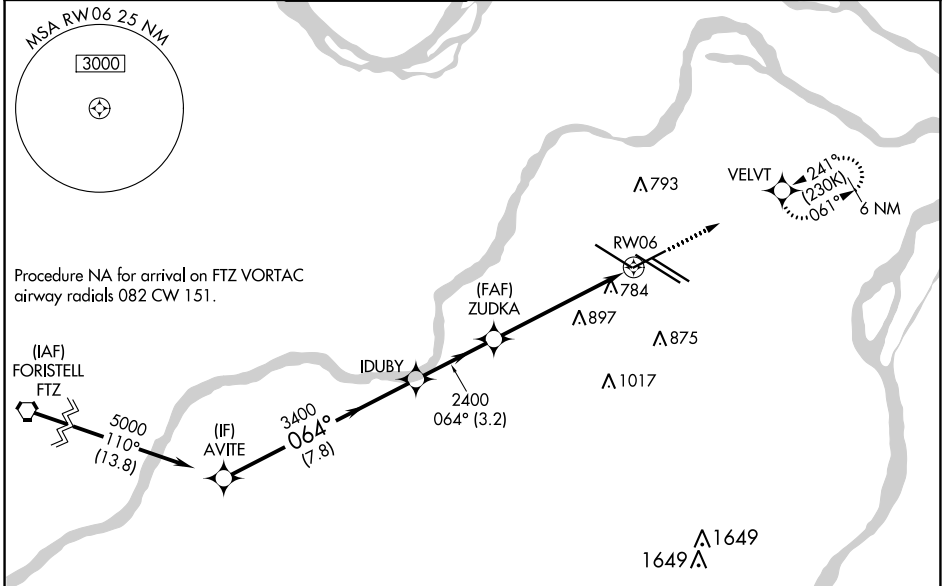 MSA RW06 25 NM
3000
793
VELVT
241°
(230K)
061°
6 NM
RW06
Procedure NA for arrival on FTZ VORTAC
airway radials 082 CW 151.
(FAF)
ZUDKA
784
897
875
(IAF)
FORISTELL
FTZ
IDUBY
1017
2400
064° (3.2)
5000
110°
(13.8)
(IF)
AVITE
3400
064°
(7.8)
1649
1649